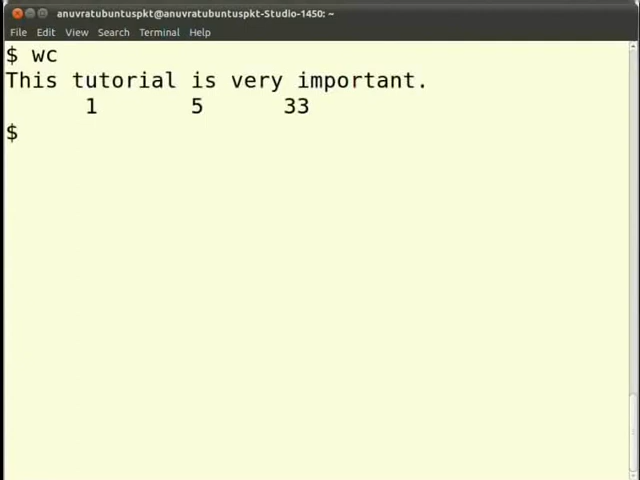 anuvratubuntuspkt@anuvratubuntuspkt-Studio-1450: ~
File Edit View Search Terminal Help
$ wc
This tutorial is very important.
1 5 33
$